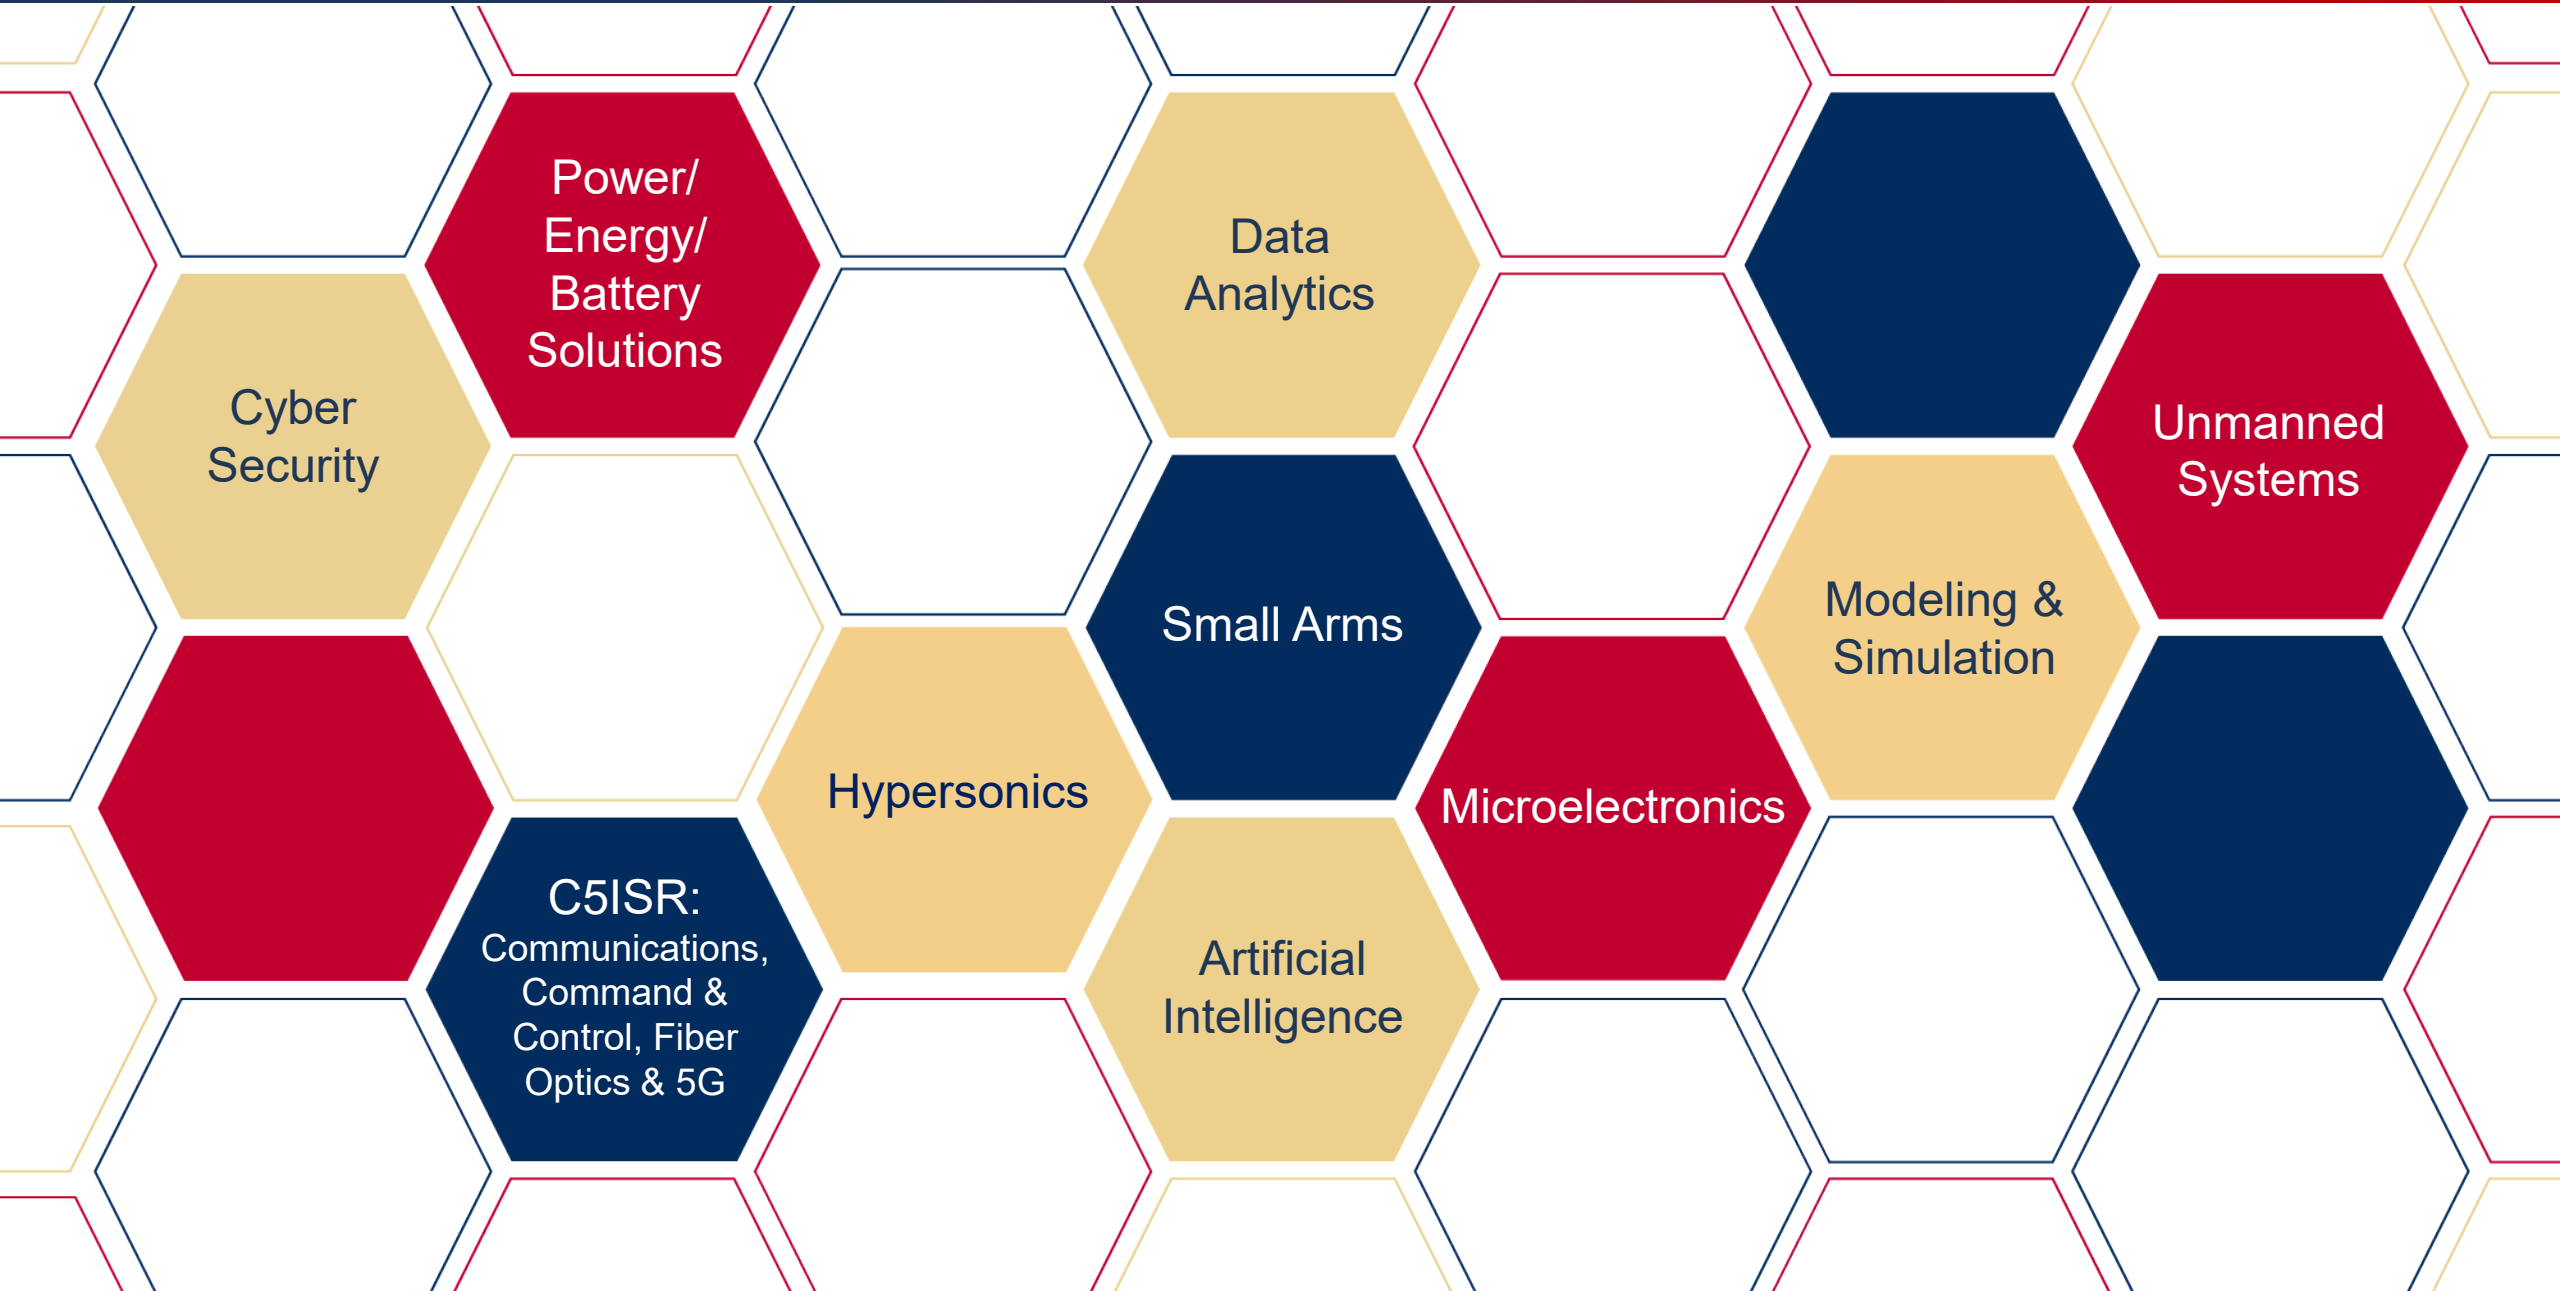 Power/
Energy/
Battery
Solutions
Data
Analytics
Cyber
Security
Unmanned
Systems
Small Arms
Modeling &
Simulation
Hypersonics
Microelectronics
C5ISR:
Communications,
Command &
Control, Fiber
Optics & 5G
Artificial
Intelligence